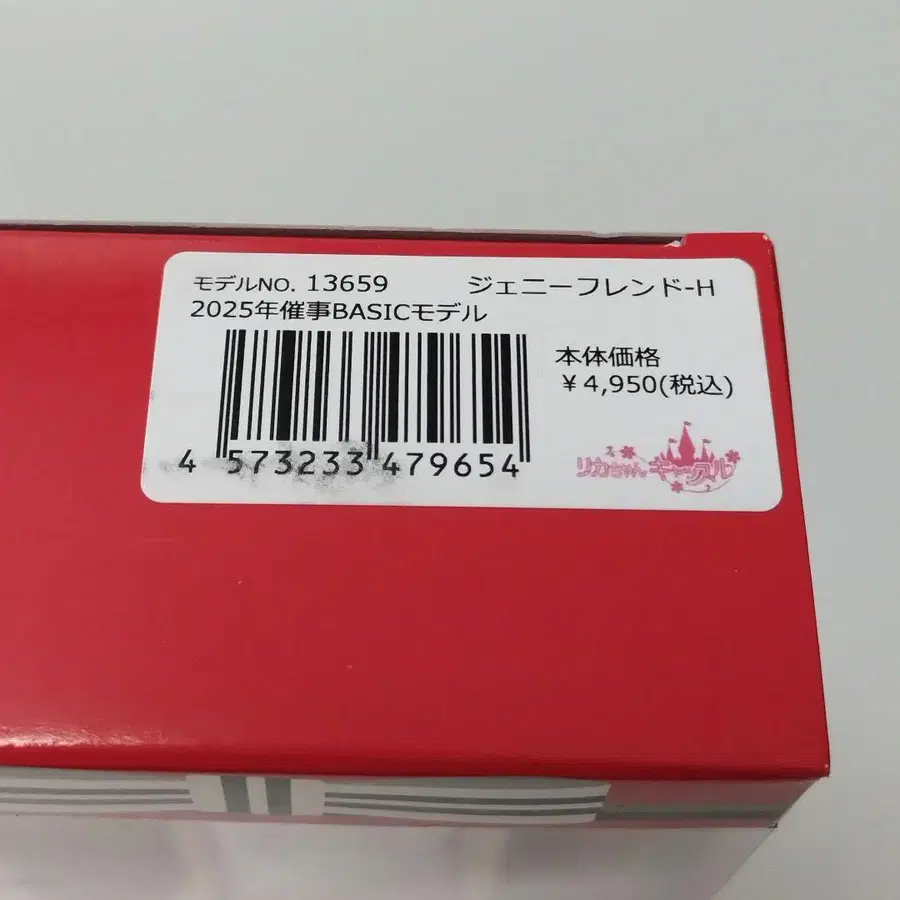 モデルNO. 13659 ジェニーフレンド-H
2025年催事BASICモデル
本体価格
￥4,950(税込)
4 573233 479654
リカちゃんキャッスル